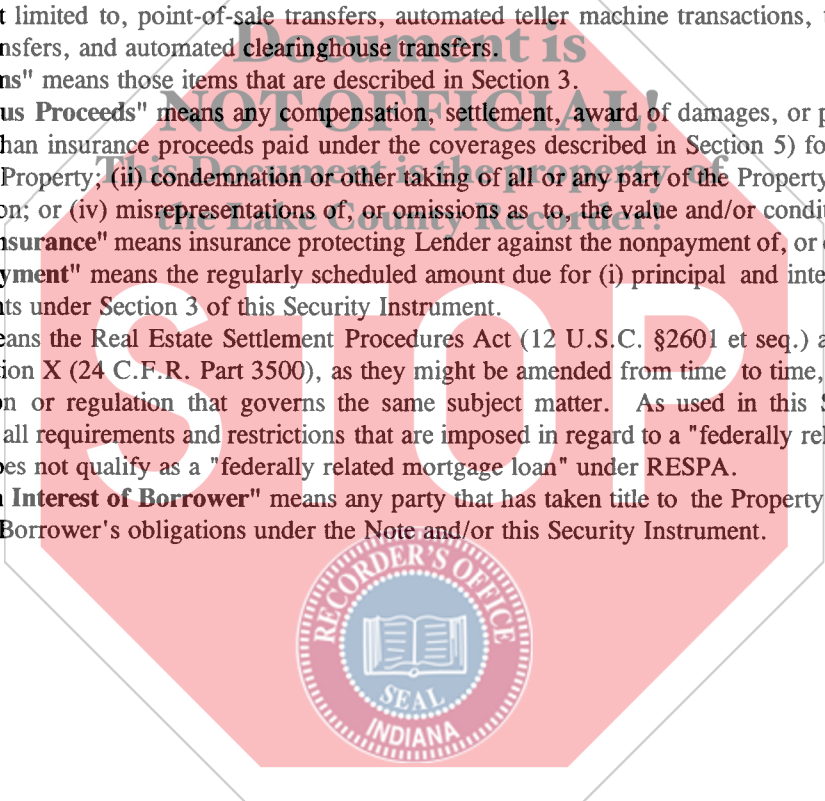 t limited to, point-of-sale transfers, automated teller machine transactions, t
nsfers, and automated clearinghouse transfers.
Document is
ns" means those items that are described in Section 3.
us Proceeds" means any compensation, settlement, award of damages, or p
NOT OFFICIAL!
han insurance proceeds paid under the coverages described in Section 5) fo
Property; (ii) condemnation or other taking of all or any part of the Property
This Document is the property of
on; or (iv) misrepresentations of, or omissions as to, the value and/or condit
the Lake County Recorder!
nsurance" means insurance protecting Lender against the nonpayment of, or
yment" means the regularly scheduled amount due for (i) principal and inte
nts under Section 3 of this Security Instrument.
STOP
eans the Real Estate Settlement Procedures Act (12 U.S.C. §2601 et seq.) a
tion X (24 C.F.R. Part 3500), as they might be amended from time to time,
n or regulation that governs the same subject matter. As used in this S
all requirements and restrictions that are imposed in regard to a "federally rel
oes not qualify as a "federally related mortgage loan" under RESPA.
n Interest of Borrower" means any party that has taken title to the Property
Borrower's obligations under the Note and/or this Security Instrument.
RECORDER'S OFFICE
SEAL
INDIANA